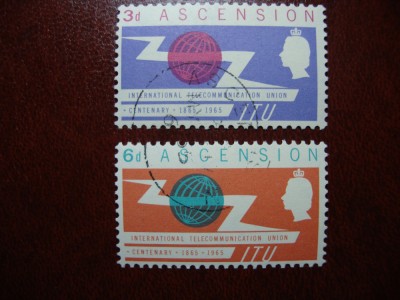 3d ASCENSION
INTERNATIONAL TELECOMMUNICATION UNION
CENTENARY • 1865 • 1965 ITU
6d ASCENSION
INTERNATIONAL TELECOMMUNICATION UNION
CENTENARY • 1865 • 1965 ITU